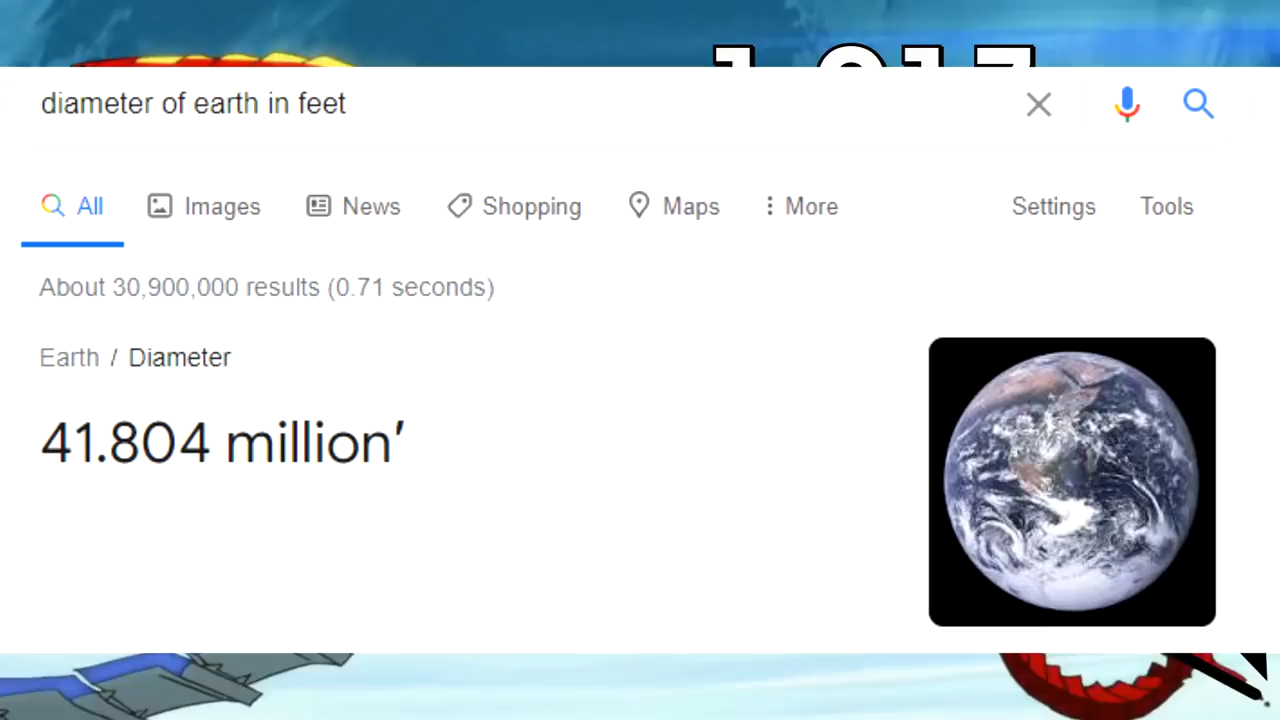 diameter of earth in feet
All Images News Shopping Maps More Settings Tools
About 30,900,000 results (0.71 seconds)
Earth / Diameter
41.804 million′